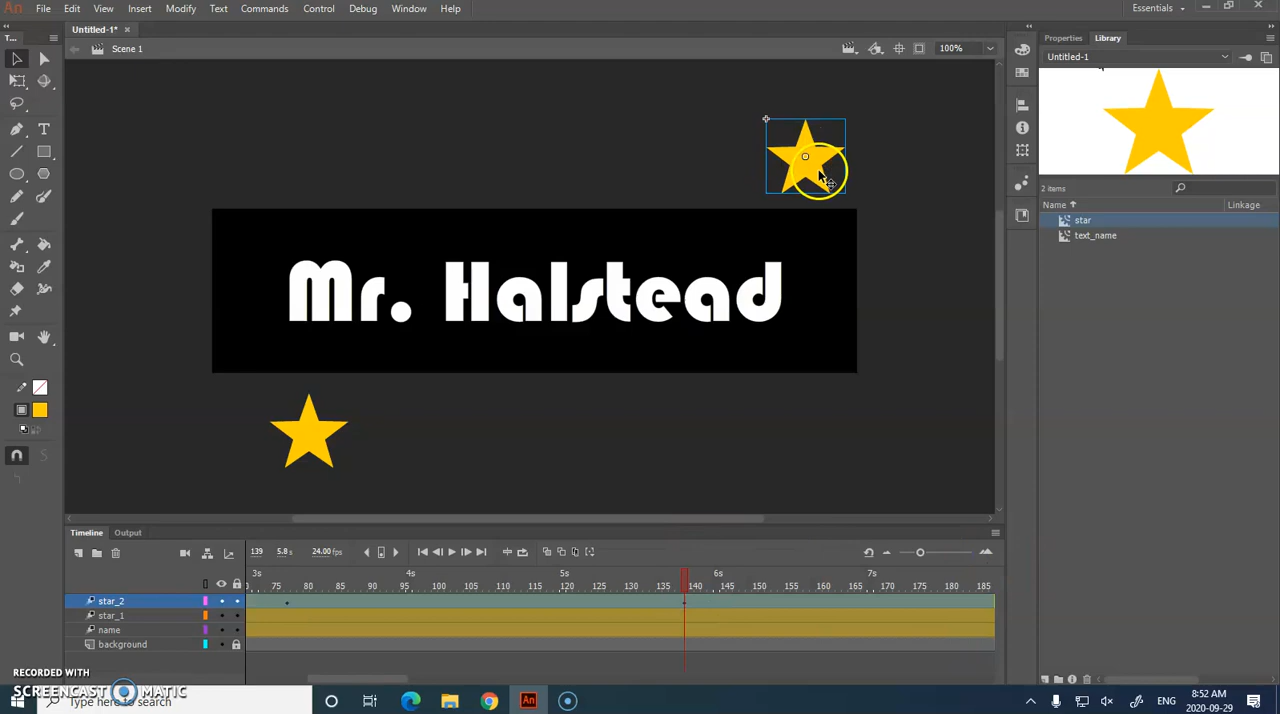 An File Edit View Insert Modify Text Commands Control Debug Window Help Essentials
T... Untitled-1* × Properties Library
Scene 1 100% Untitled-1
2 items
Name Linkage
star
text_name
Mr. Halstead
Timeline Output
139 5.8 s 24.00 fps
3s 4s 5s 6s 7s
75 80 85 90 95 100 105 110 115 120 125 130 135 140 145 150 155 160 165 170 175 180 185
star_2
star_1
name
background
RECORDED WITH
SCREENCAST MATIC
Type here to search
An
ENG
8:52 AM
2020-09-29